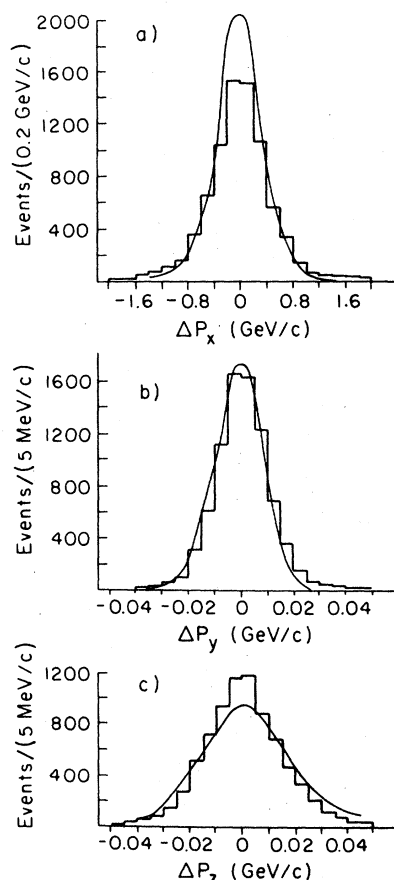 a)
Events/(0.2 GeV/c)
2000
1600
1200
800
400
-1.6 -0.8 0 0.8 1.6
ΔPx (GeV/c)
b)
Events/(5 MeV/c)
1600
1200
800
400
-0.04 -0.02 0 0.02 0.04
ΔPy (GeV/c)
c)
Events/(5 MeV/c)
1200
800
400
-0.04 -0.02 0 0.02 0.04
ΔPz (GeV/c)